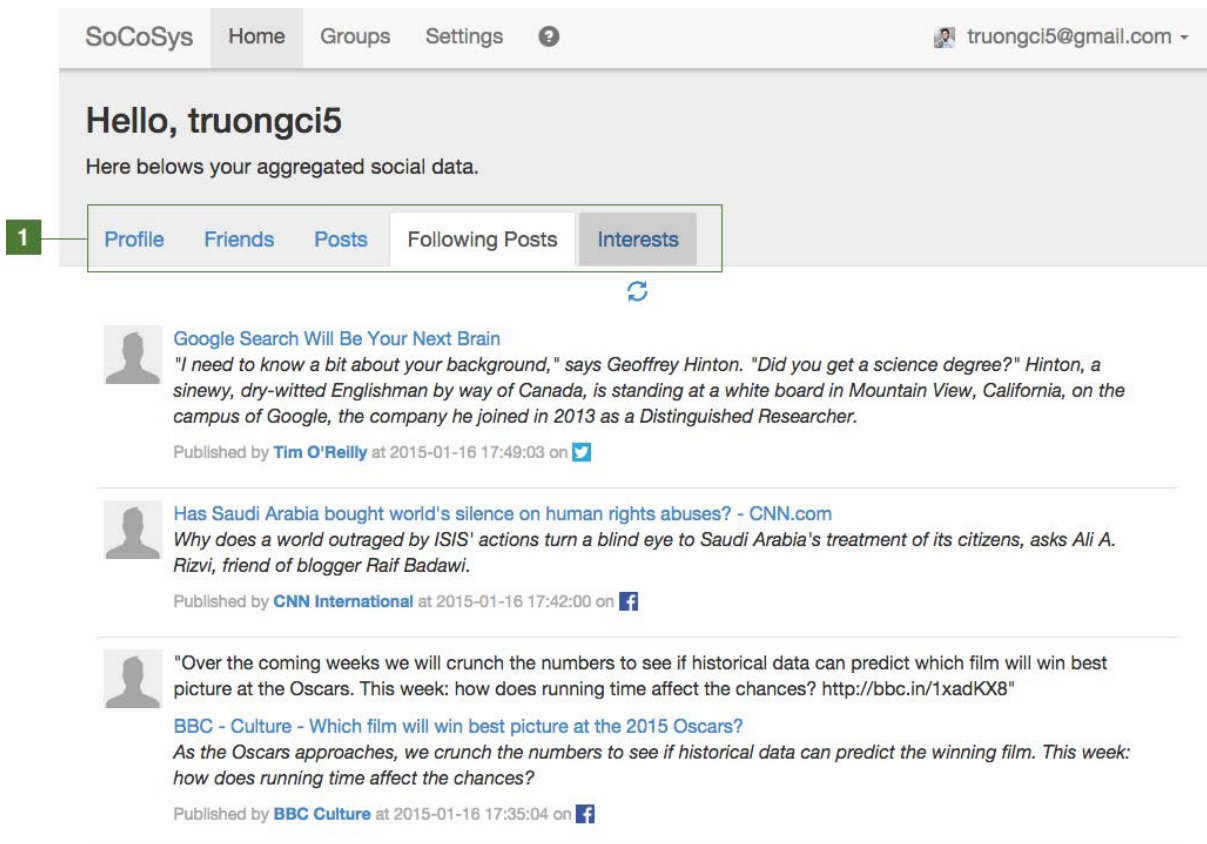 SoCoSys Home Groups Settings ? truongci5@gmail.com
Hello, truongci5
Here belows your aggregated social data.
1 Profile Friends Posts Following Posts Interests
Google Search Will Be Your Next Brain
"I need to know a bit about your background," says Geoffrey Hinton. "Did you get a science degree?" Hinton, a
sinewy, dry-witted Englishman by way of Canada, is standing at a white board in Mountain View, California, on the
campus of Google, the company he joined in 2013 as a Distinguished Researcher.
Published by Tim O'Reilly at 2015-01-16 17:49:03 on
Has Saudi Arabia bought world's silence on human rights abuses? - CNN.com
Why does a world outraged by ISIS' actions turn a blind eye to Saudi Arabia's treatment of its citizens, asks Ali A.
Rizvi, friend of blogger Raif Badawi.
Published by CNN International at 2015-01-16 17:42:00 on
"Over the coming weeks we will crunch the numbers to see if historical data can predict which film will win best
picture at the Oscars. This week: how does running time affect the chances? http://bbc.in/1xadKX8"
BBC - Culture - Which film will win best picture at the 2015 Oscars?
As the Oscars approaches, we crunch the numbers to see if historical data can predict the winning film. This week:
how does running time affect the chances?
Published by BBC Culture at 2015-01-16 17:35:04 on